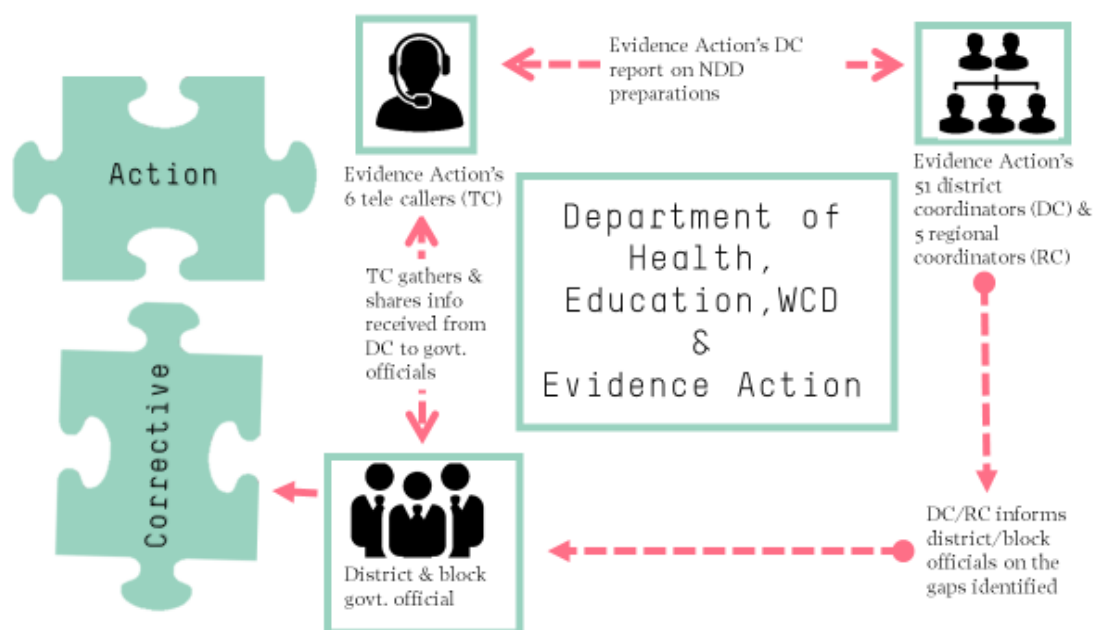 Action
Corrective
Evidence Action's
6 tele callers (TC)
Evidence Action's DC
report on NDD
preparations
Evidence Action's
51 district
coordinators (DC) &
5 regional
coordinators (RC)
TC gathers &
shares info
received from
DC to govt.
officials
Department of
Health,
Education,WCD
&
Evidence Action
District & block
govt. official
DC/RC informs
district/block
officials on the
gaps identified